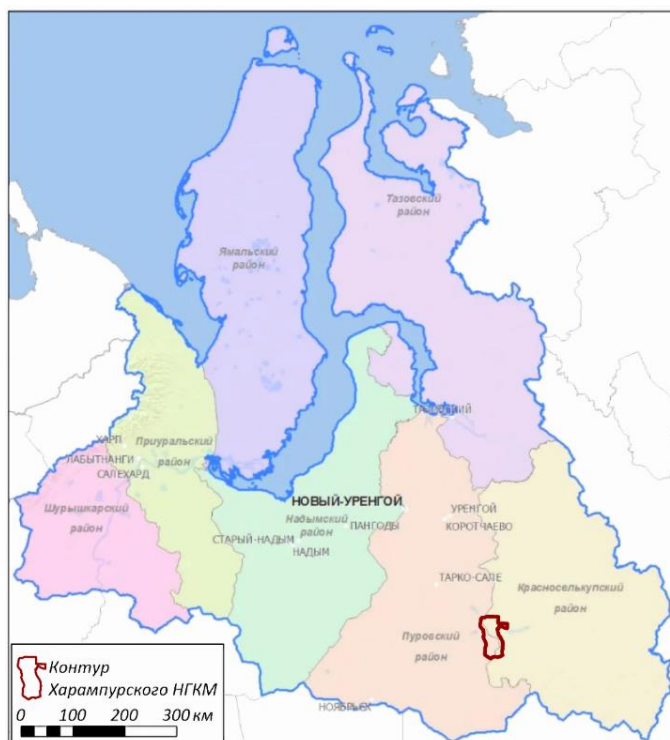 Тазовский
район
Ямальский
район
ТАЗОВСКИЙ
ХАРП
Приуральский
район
ЛАБЫТНАНГИ
САЛЕХАРД
Шурышкарский
район
НОВЫЙ-УРЕНГОЙ
УРЕНГОЙ
Надымский
район
ПАНГОДЫ
КОРОТЧАЕВО
СТАРЫЙ-НАДЫМ
НАДЫМ
ТАРКО-САЛЕ
Красноселькупский
район
Пуровский
район
НОЯБРЬСК
Контур
Харампурского НГКМ
0 100 200 300 км